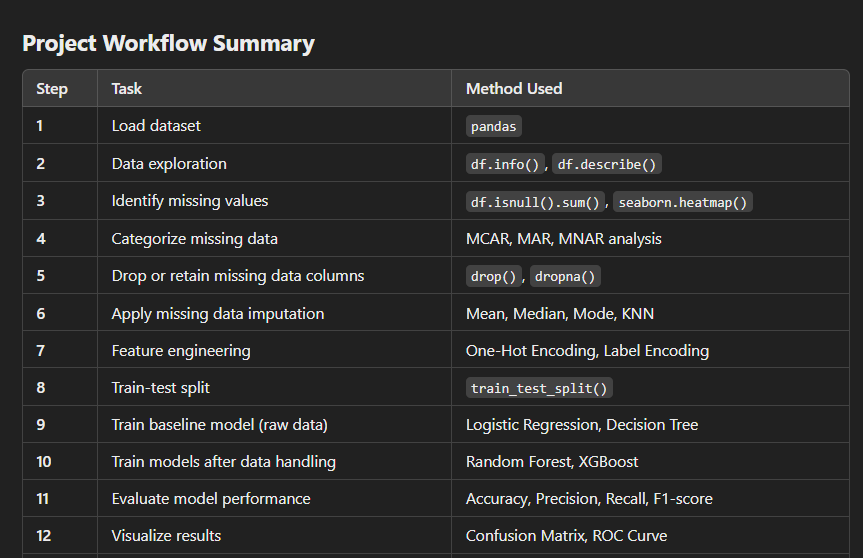 Project Workflow Summary
Step Task Method Used
1 Load dataset pandas
2 Data exploration df.info(), df.describe()
3 Identify missing values df.isnull().sum(), seaborn.heatmap()
4 Categorize missing data MCAR, MAR, MNAR analysis
5 Drop or retain missing data columns drop(), dropna()
6 Apply missing data imputation Mean, Median, Mode, KNN
7 Feature engineering One-Hot Encoding, Label Encoding
8 Train-test split train_test_split()
9 Train baseline model (raw data) Logistic Regression, Decision Tree
10 Train models after data handling Random Forest, XGBoost
11 Evaluate model performance Accuracy, Precision, Recall, F1-score
12 Visualize results Confusion Matrix, ROC Curve